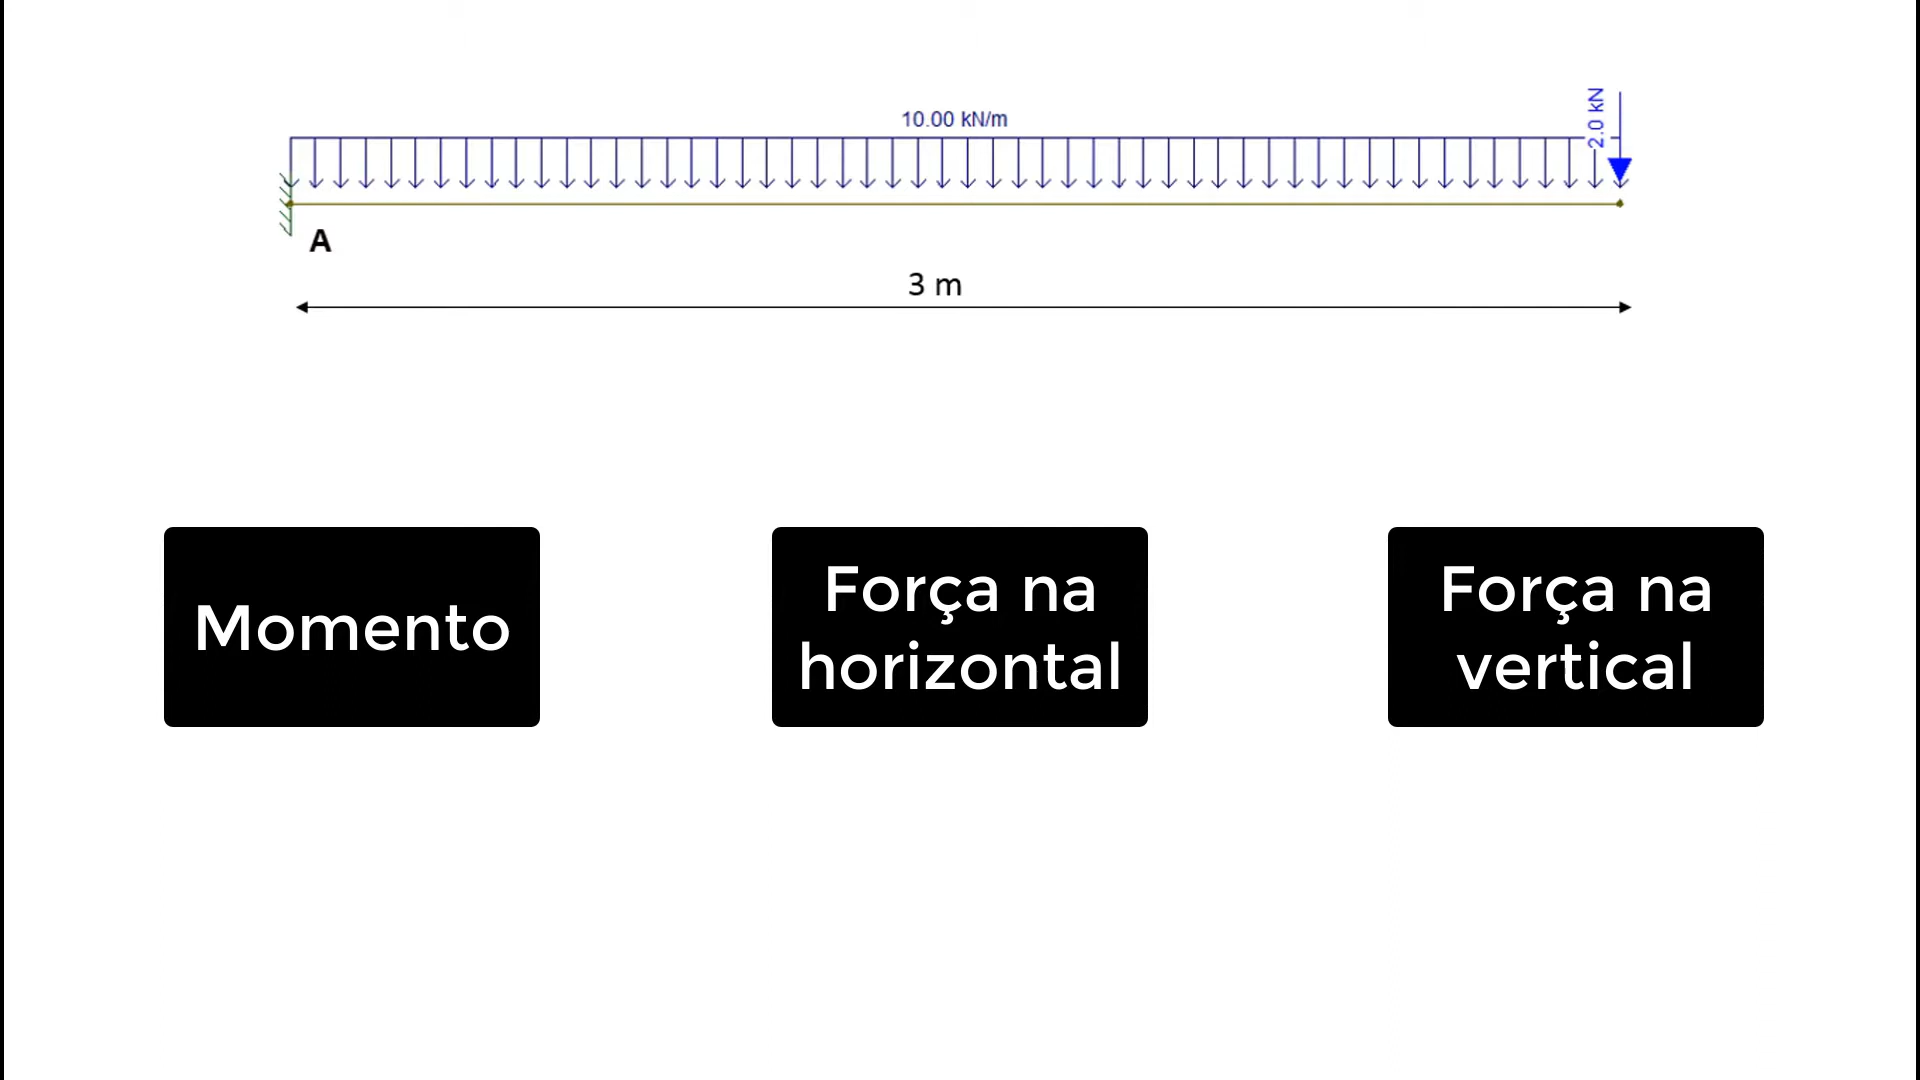 10.00 kN/m
2.0 kN
A
3 m
Momento
Força na
horizontal
Força na
vertical